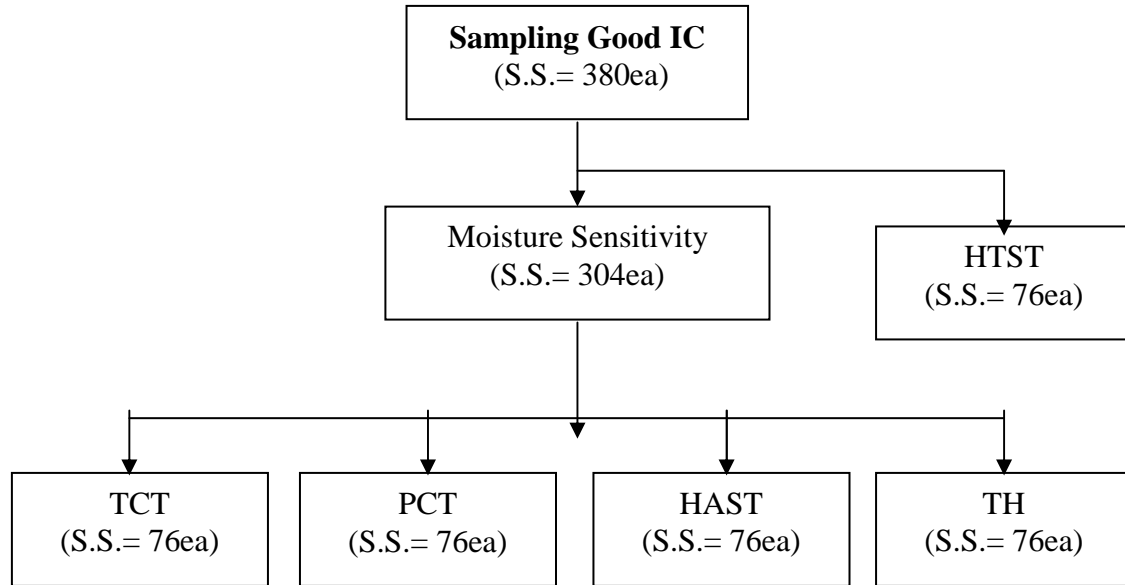 Sampling Good IC
(S.S.= 380ea)
Moisture Sensitivity
(S.S.= 304ea)
HTST
(S.S.= 76ea)
TCT
(S.S.= 76ea)
PCT
(S.S.= 76ea)
HAST
(S.S.= 76ea)
TH
(S.S.= 76ea)